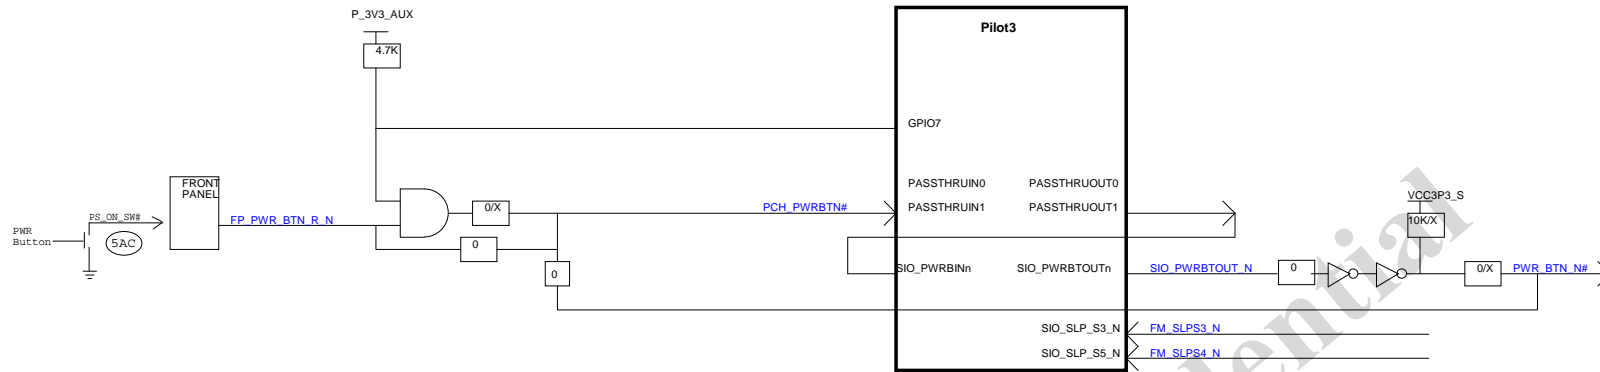 P_3V3_AUX
4.7K
Pilot3
GPIO7
FRONT
PANEL
PASSTHRUIN0
PASSTHRUOUT0
VCC3P3_S
PS_ON_SW#
FP_PWR_BTN_R_N
0/X
PCH_PWRBTN#
PASSTHRUIN1
PASSTHRUOUT1
10K/X
PWR
Button
5AC
0
0
SIO_PWRBINn
SIO_PWRBTOUTn
SIO_PWRBTOUT_N
0
0/X
PWR_BTN_N#
SIO_SLP_S3_N
FM_SLPS3_N
SIO_SLP_S5_N
FM_SLPS4_N
dential